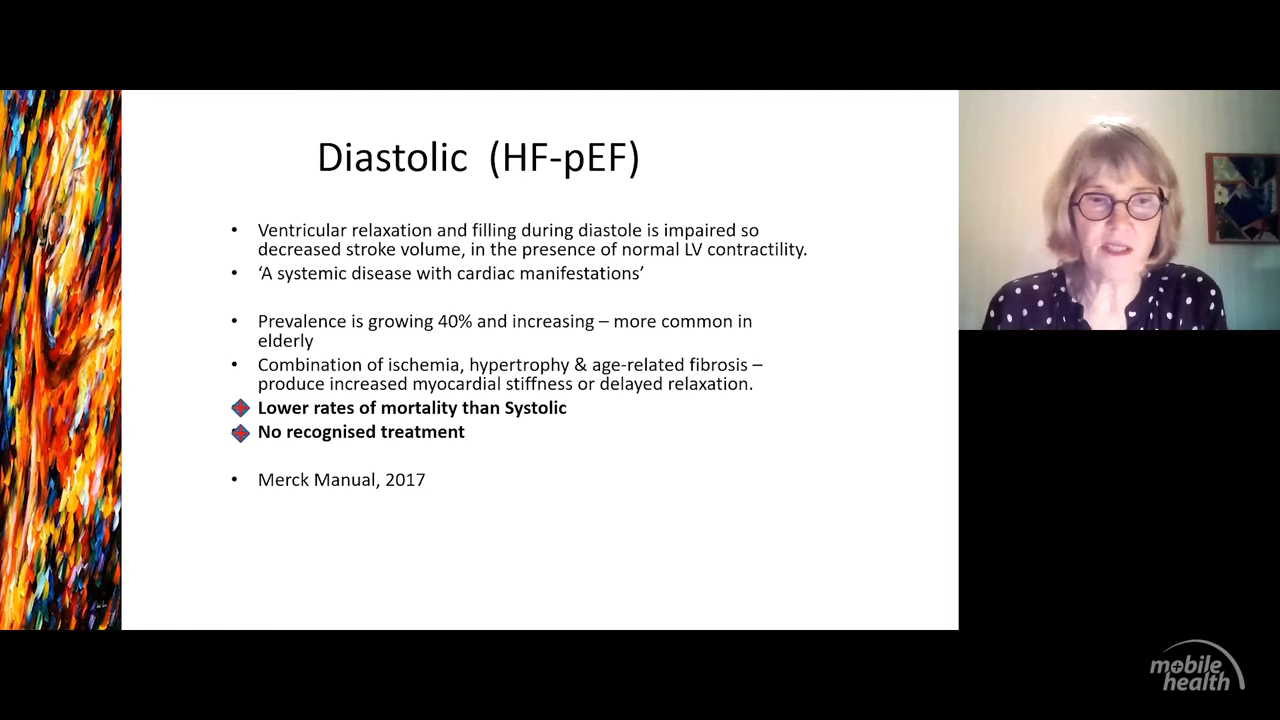 Diastolic (HF-pEF)
• Ventricular relaxation and filling during diastole is impaired so
decreased stroke volume, in the presence of normal LV contractility.
• ‘A systemic disease with cardiac manifestations’
• Prevalence is growing 40% and increasing – more common in
elderly
• Combination of ischemia, hypertrophy & age-related fibrosis –
produce increased myocardial stiffness or delayed relaxation.
Lower rates of mortality than Systolic
No recognised treatment
• Merck Manual, 2017
mobile
health